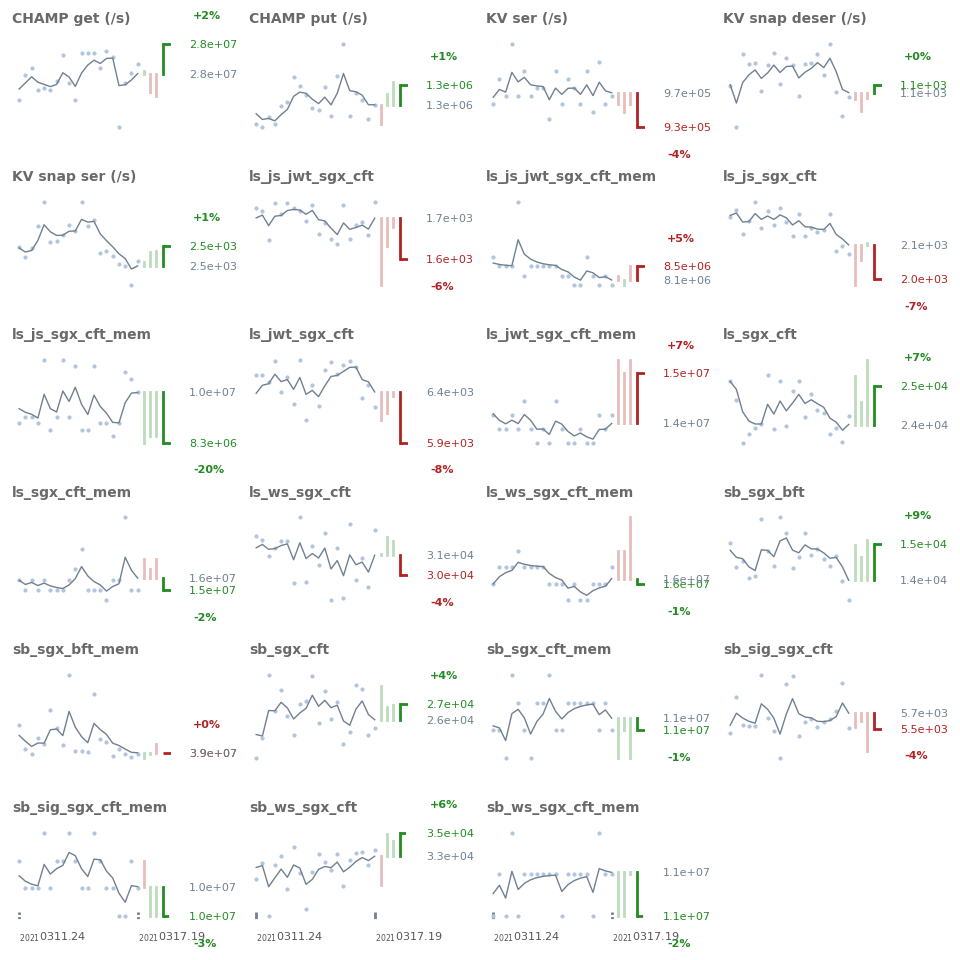 CHAMP get (/s)
+2%
2.8e+07
2.8e+07
CHAMP put (/s)
+1%
1.3e+06
1.3e+06
KV ser (/s)
9.7e+05
9.3e+05
-4%
KV snap deser (/s)
+0%
1.1e+03
1.1e+03
KV snap ser (/s)
+1%
2.5e+03
2.5e+03
ls_js_jwt_sgx_cft
1.7e+03
1.6e+03
-6%
ls_js_jwt_sgx_cft_mem
+5%
8.5e+06
8.1e+06
ls_js_sgx_cft
2.1e+03
2.0e+03
-7%
ls_js_sgx_cft_mem
1.0e+07
8.3e+06
-20%
ls_jwt_sgx_cft
6.4e+03
5.9e+03
-8%
ls_jwt_sgx_cft_mem
+7%
1.5e+07
1.4e+07
ls_sgx_cft
+7%
2.5e+04
2.4e+04
ls_sgx_cft_mem
1.6e+07
1.5e+07
-2%
ls_ws_sgx_cft
3.1e+04
3.0e+04
-4%
ls_ws_sgx_cft_mem
1.6e+07
1.6e+07
-1%
sb_sgx_bft
+9%
1.5e+04
1.4e+04
sb_sgx_bft_mem
+0%
3.9e+07
sb_sgx_cft
+4%
2.7e+04
2.6e+04
sb_sgx_cft_mem
1.1e+07
1.1e+07
-1%
sb_sig_sgx_cft
5.7e+03
5.5e+03
-4%
sb_sig_sgx_cft_mem
1.0e+07
1.0e+07
-3%
2021 0311.24
2021 0317.19
sb_ws_sgx_cft
+6%
3.5e+04
3.3e+04
2021 0311.24
2021 0317.19
sb_ws_sgx_cft_mem
1.1e+07
1.1e+07
-2%
2021 0311.24
2021 0317.19